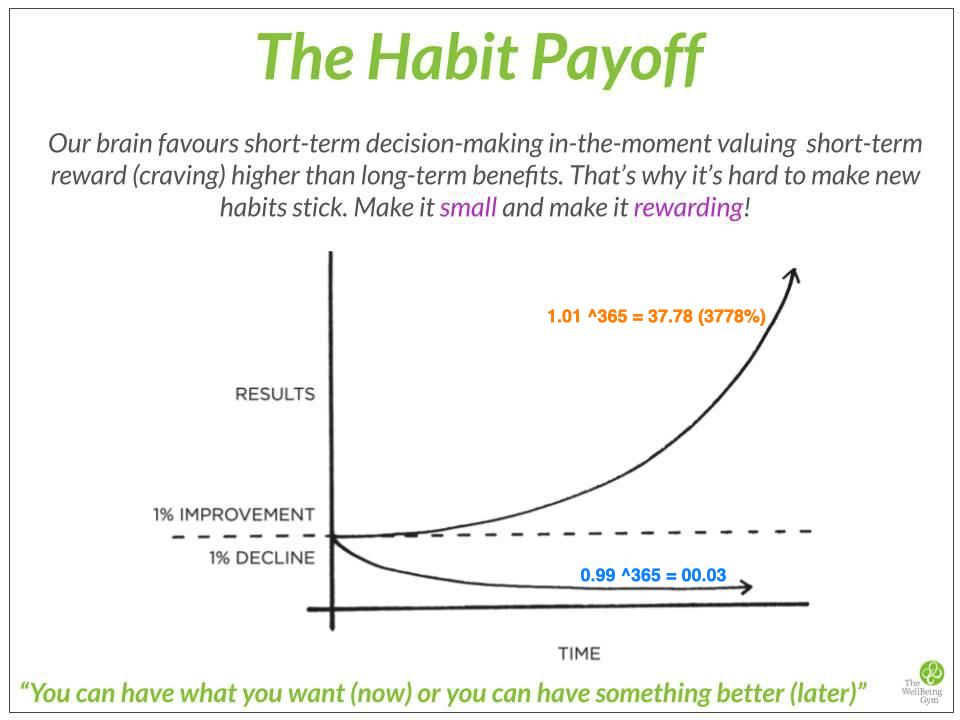 The Habit Payoff
Our brain favours short-term decision-making in-the-moment valuing  short-term
reward (craving) higher than long-term benefits. That’s why it’s hard to make new
habits stick. Make it small and make it rewarding!
1.01 ^365 = 37.78 (3778%)
RESULTS
1% IMPROVEMENT
1% DECLINE
0.99 ^365 = 00.03
TIME
“You can have what you want (now) or you can have something better (later)”
The
WellBeing
Gym